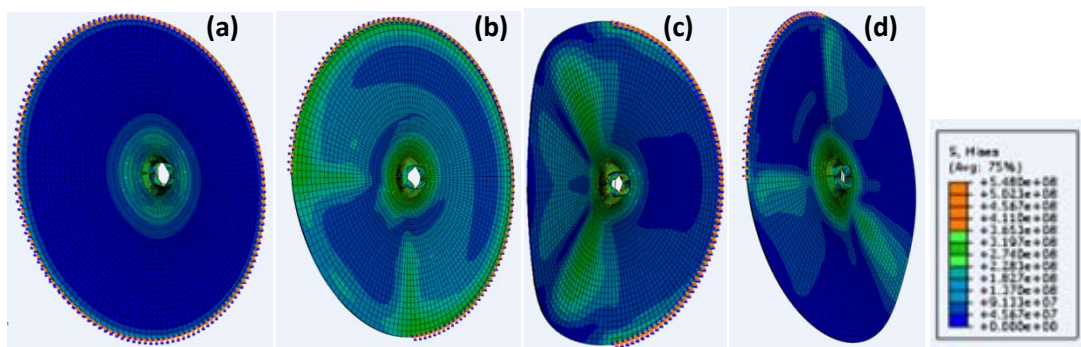 (a)
(b)
(c)
(d)
S, Mises
(Avg: 75%)
+5.480e+08
+5.023e+08
+4.567e+08
+4.110e+08
+3.653e+08
+3.197e+08
+2.740e+08
+2.283e+08
+1.827e+08
+1.370e+08
+9.133e+07
+4.567e+07
+0.000e+00